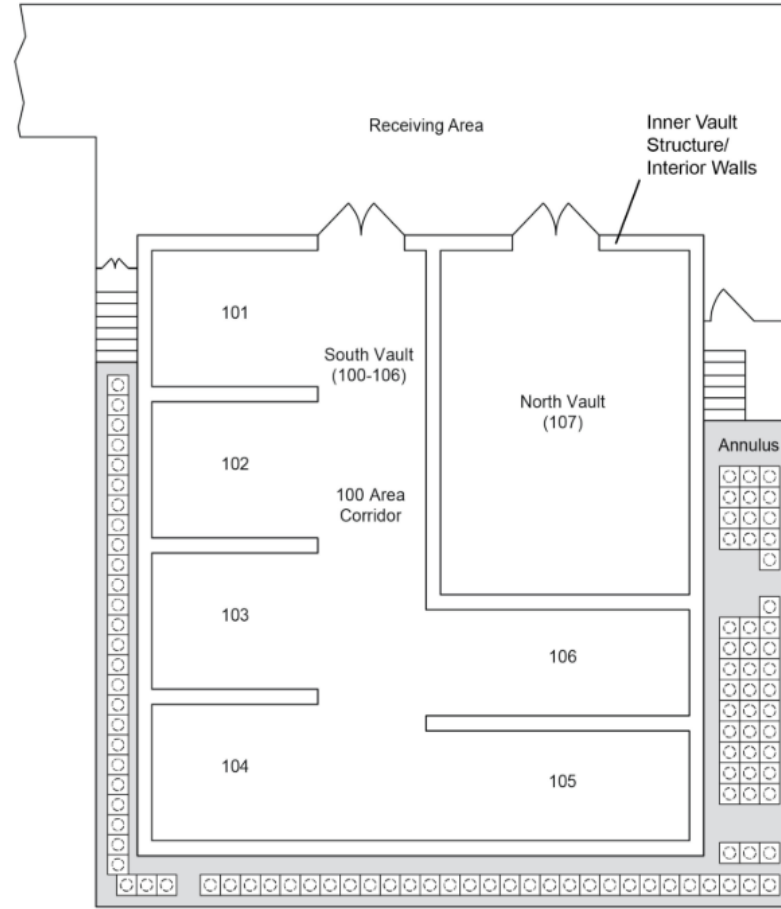 Receiving Area
Inner Vault
Structure/
Interior Walls
101
South Vault
(100-106)
North Vault
(107)
Annulus
102
100 Area
Corridor
103
106
104
105